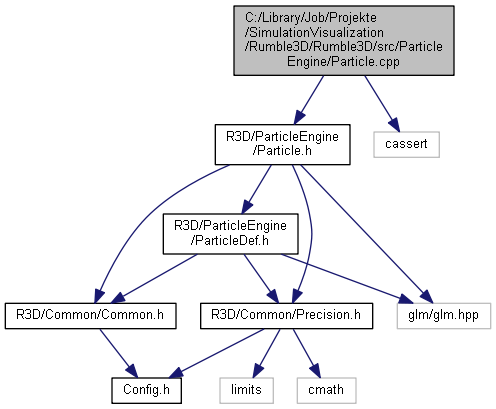 C:/Library/Job/Projekte
/SimulationVisualization
/Rumble3D/Rumble3D/src/Particle
Engine/Particle.cpp
R3D/ParticleEngine
/Particle.h
cassert
R3D/ParticleEngine
/ParticleDef.h
R3D/Common/Common.h
R3D/Common/Precision.h
glm/glm.hpp
Config.h
limits
cmath